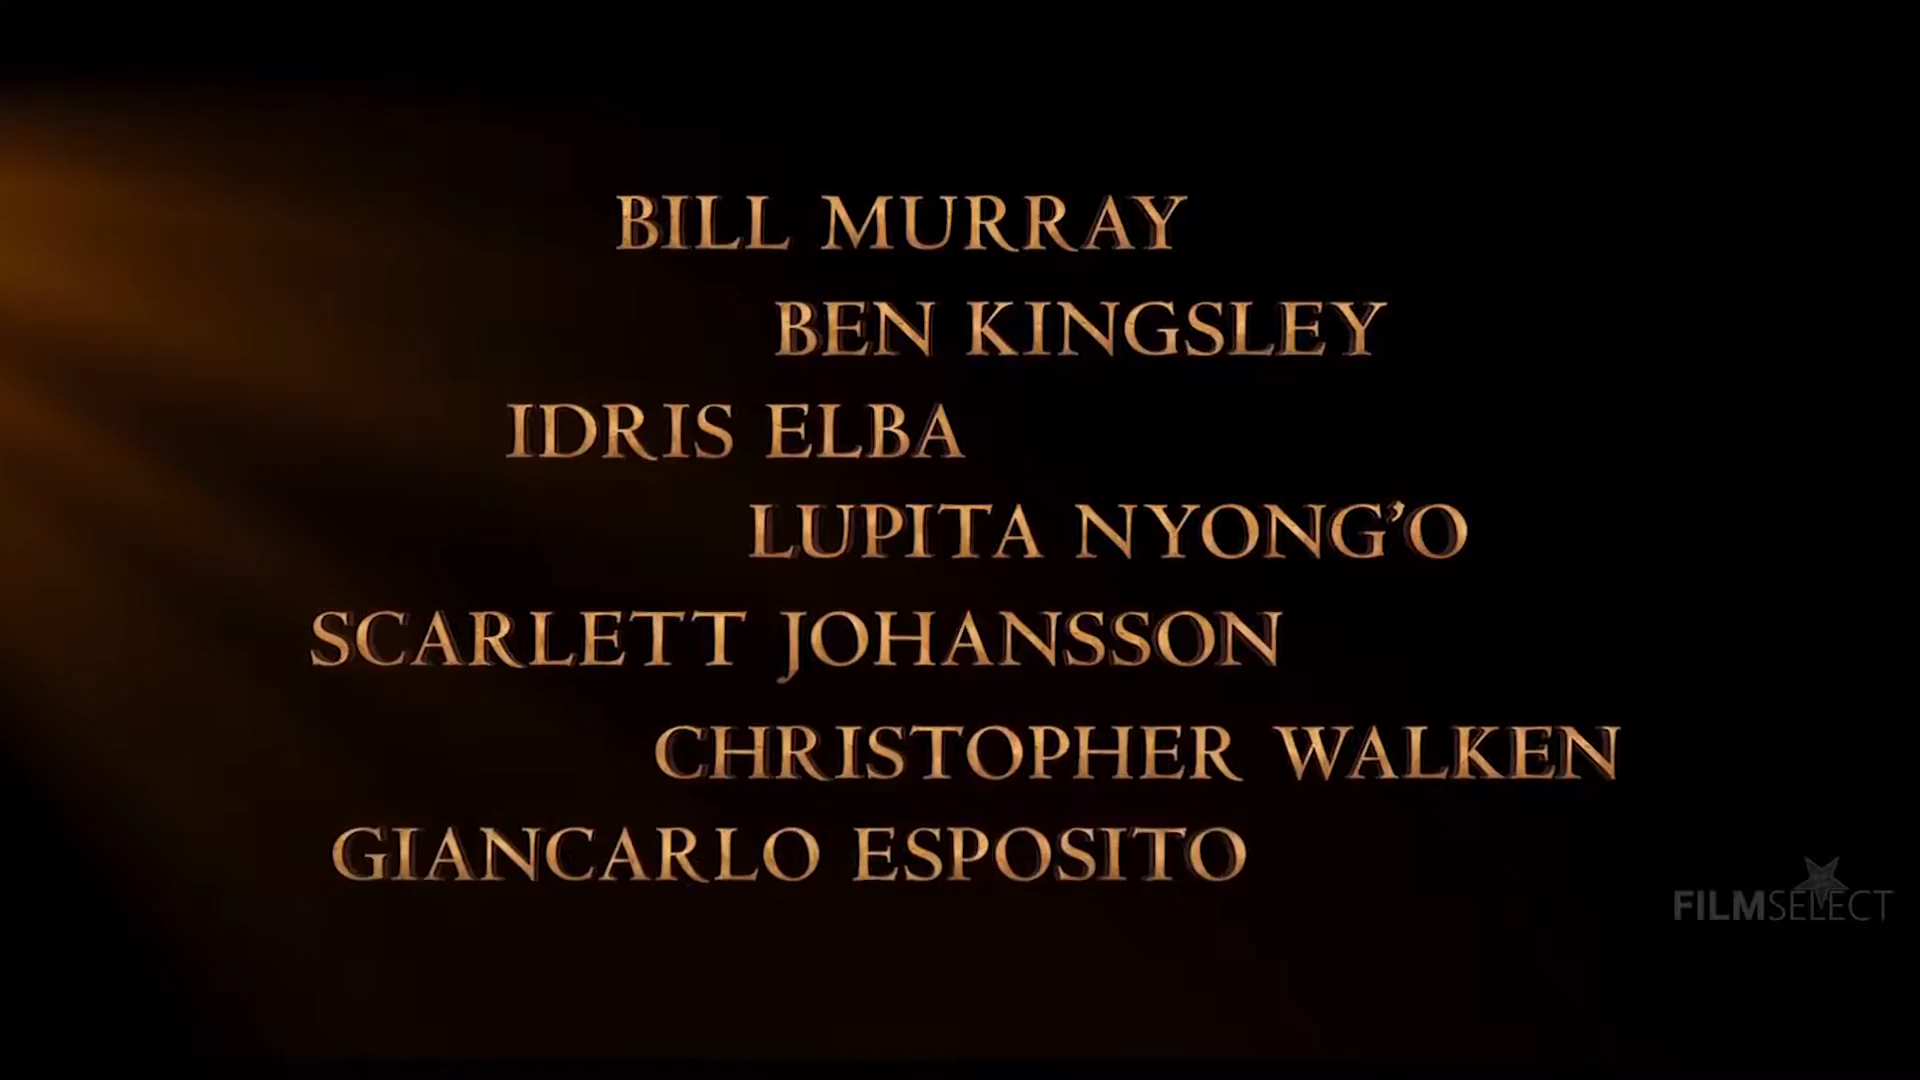 BILL MURRAY
BEN KINGSLEY
IDRIS ELBA
LUPITA NYONG’O
SCARLETT JOHANSSON
CHRISTOPHER WALKEN
GIANCARLO ESPOSITO
FILMSELECT